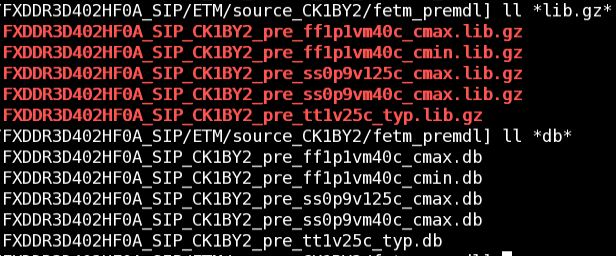 /FXDDR3D402HF0A_SIP/ETM/source_CK1BY2/fetm_premdl] ll *lib.gz*
FXDDR3D402HF0A_SIP_CK1BY2_pre_ff1p1vm40c_cmax.lib.gz
FXDDR3D402HF0A_SIP_CK1BY2_pre_ff1p1vm40c_cmin.lib.gz
FXDDR3D402HF0A_SIP_CK1BY2_pre_ss0p9v125c_cmax.lib.gz
FXDDR3D402HF0A_SIP_CK1BY2_pre_ss0p9vm40c_cmax.lib.gz
FXDDR3D402HF0A_SIP_CK1BY2_pre_tt1v25c_typ.lib.gz
/FXDDR3D402HF0A_SIP/ETM/source_CK1BY2/fetm_premdl] ll *db*
FXDDR3D402HF0A_SIP_CK1BY2_pre_ff1p1vm40c_cmax.db
FXDDR3D402HF0A_SIP_CK1BY2_pre_ff1p1vm40c_cmin.db
FXDDR3D402HF0A_SIP_CK1BY2_pre_ss0p9v125c_cmax.db
FXDDR3D402HF0A_SIP_CK1BY2_pre_ss0p9vm40c_cmax.db
FXDDR3D402HF0A_SIP_CK1BY2_pre_tt1v25c_typ.db